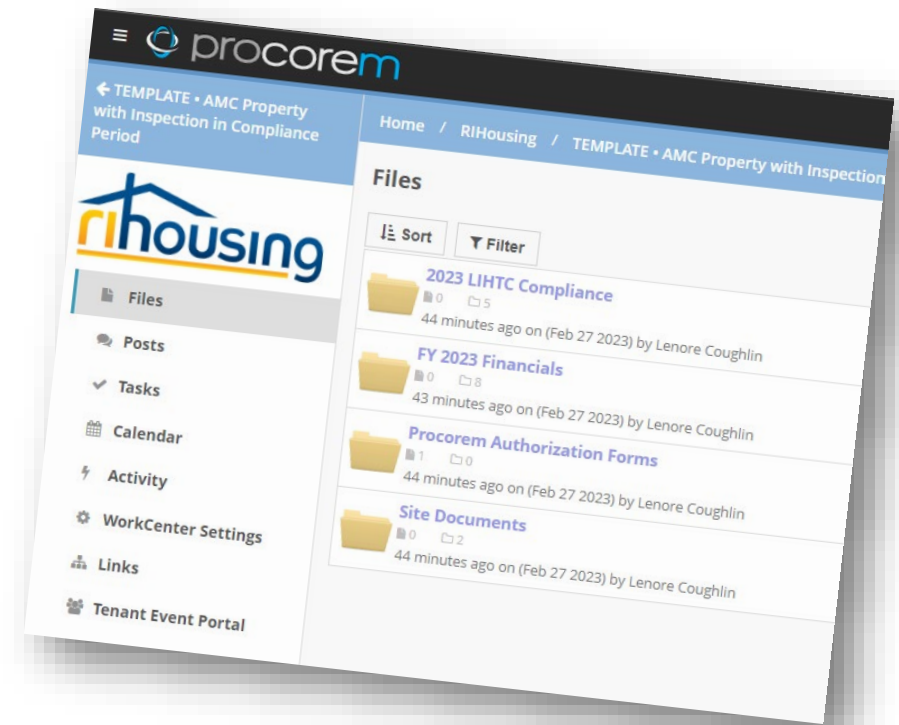 procorem
TEMPLATE • AMC Property
with Inspection in Compliance
Period
Home / RIHousing / TEMPLATE • AMC Property with Inspection
rihousing
Files
Posts
Tasks
Calendar
Activity
WorkCenter Settings
Links
Tenant Event Portal
Files
Sort Filter
2023 LIHTC Compliance
0 5
44 minutes ago on (Feb 27 2023) by Lenore Coughlin
FY 2023 Financials
0 8
43 minutes ago on (Feb 27 2023) by Lenore Coughlin
Procorem Authorization Forms
1 0
44 minutes ago on (Feb 27 2023) by Lenore Coughlin
Site Documents
0 2
44 minutes ago on (Feb 27 2023) by Lenore Coughlin